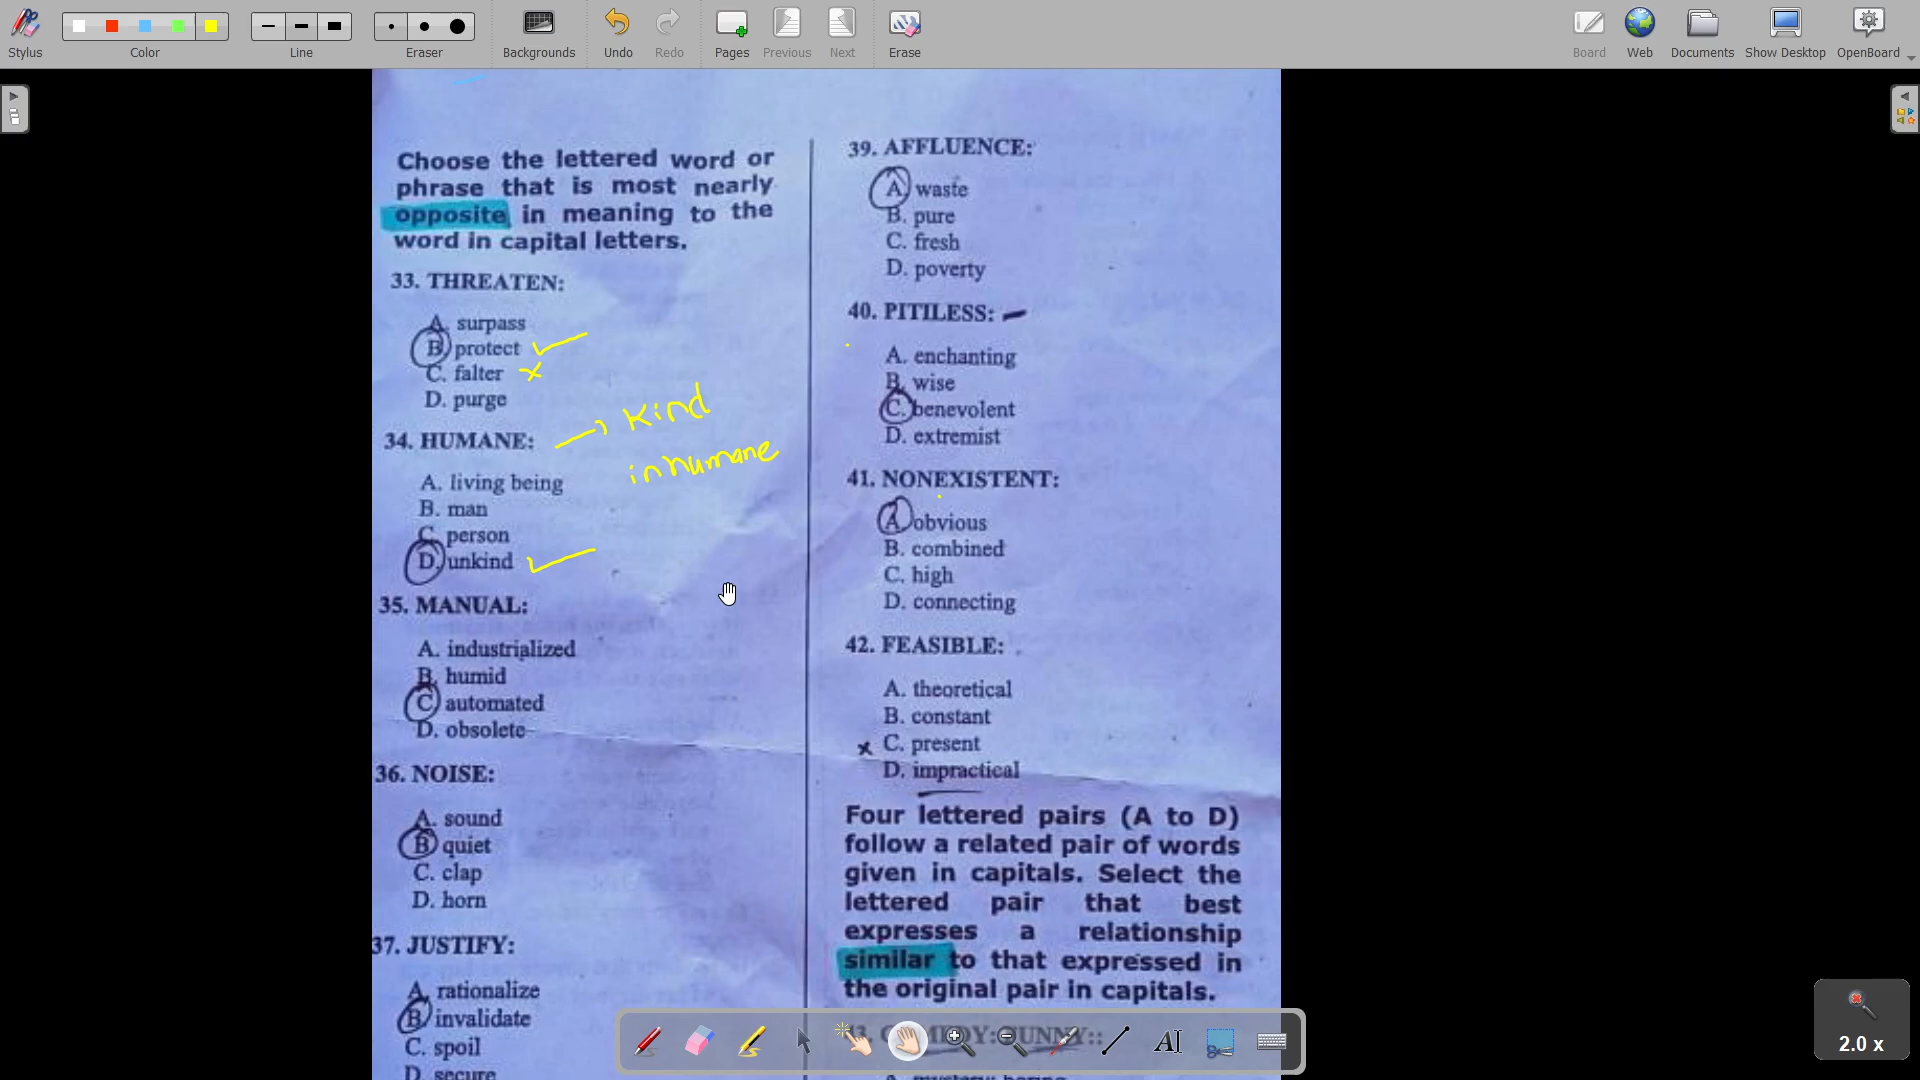 Stylus
Color
Line
Eraser
Backgrounds
Undo
Redo
Pages
Previous
Next
Erase
Board
Web
Documents
Show Desktop
OpenBoard
Choose the lettered word or
phrase that is most nearly
opposite in meaning to the
word in capital letters.
33. THREATEN:
A. surpass
B. protect
C. falter
D. purge
34. HUMANE:
Kind
inhumane
A. living being
B. man
C. person
D. unkind
35. MANUAL:
A. industrialized
B. humid
C automated
D. obsolete
36. NOISE:
A. sound
B quiet
C. clap
D. horn
37. JUSTIFY:
A. rationalize
B. invalidate
C. spoil
D. secure
39. AFFLUENCE:
A. waste
B. pure
C. fresh
D. poverty
40. PITILESS:
A. enchanting
B. wise
C. benevolent
D. extremist
41. NONEXISTENT:
A obvious
B. combined
C. high
D. connecting
42. FEASIBLE:
A. theoretical
B. constant
x C. present
D. impractical
Four lettered pairs (A to D)
follow a related pair of words
given in capitals. Select the
lettered pair that best
expresses a relationship
similar to that expressed in
the original pair in capitals.
2.0 x